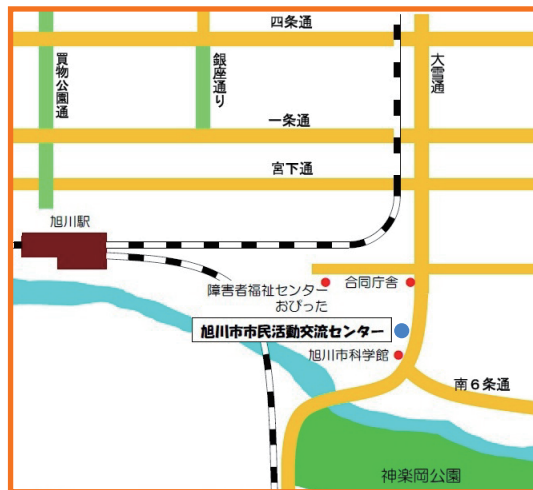 四条通
買物公園通
銀座通り
大雪通
一条通
宮下通
旭川駅
障害者福祉センター
おぴった
合同庁舎
旭川市市民活動交流センター
旭川市科学館
南6条通
神楽岡公園